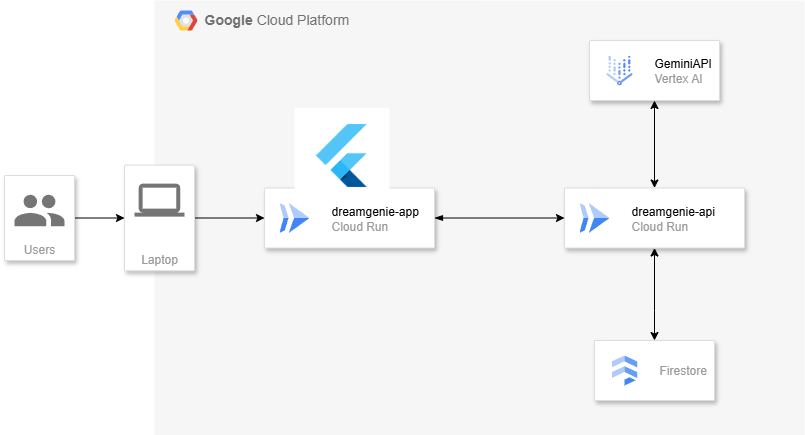 Google Cloud Platform
GeminiAPI
Vertex AI
Users
Laptop
dreamgenie-app
Cloud Run
dreamgenie-api
Cloud Run
Firestore